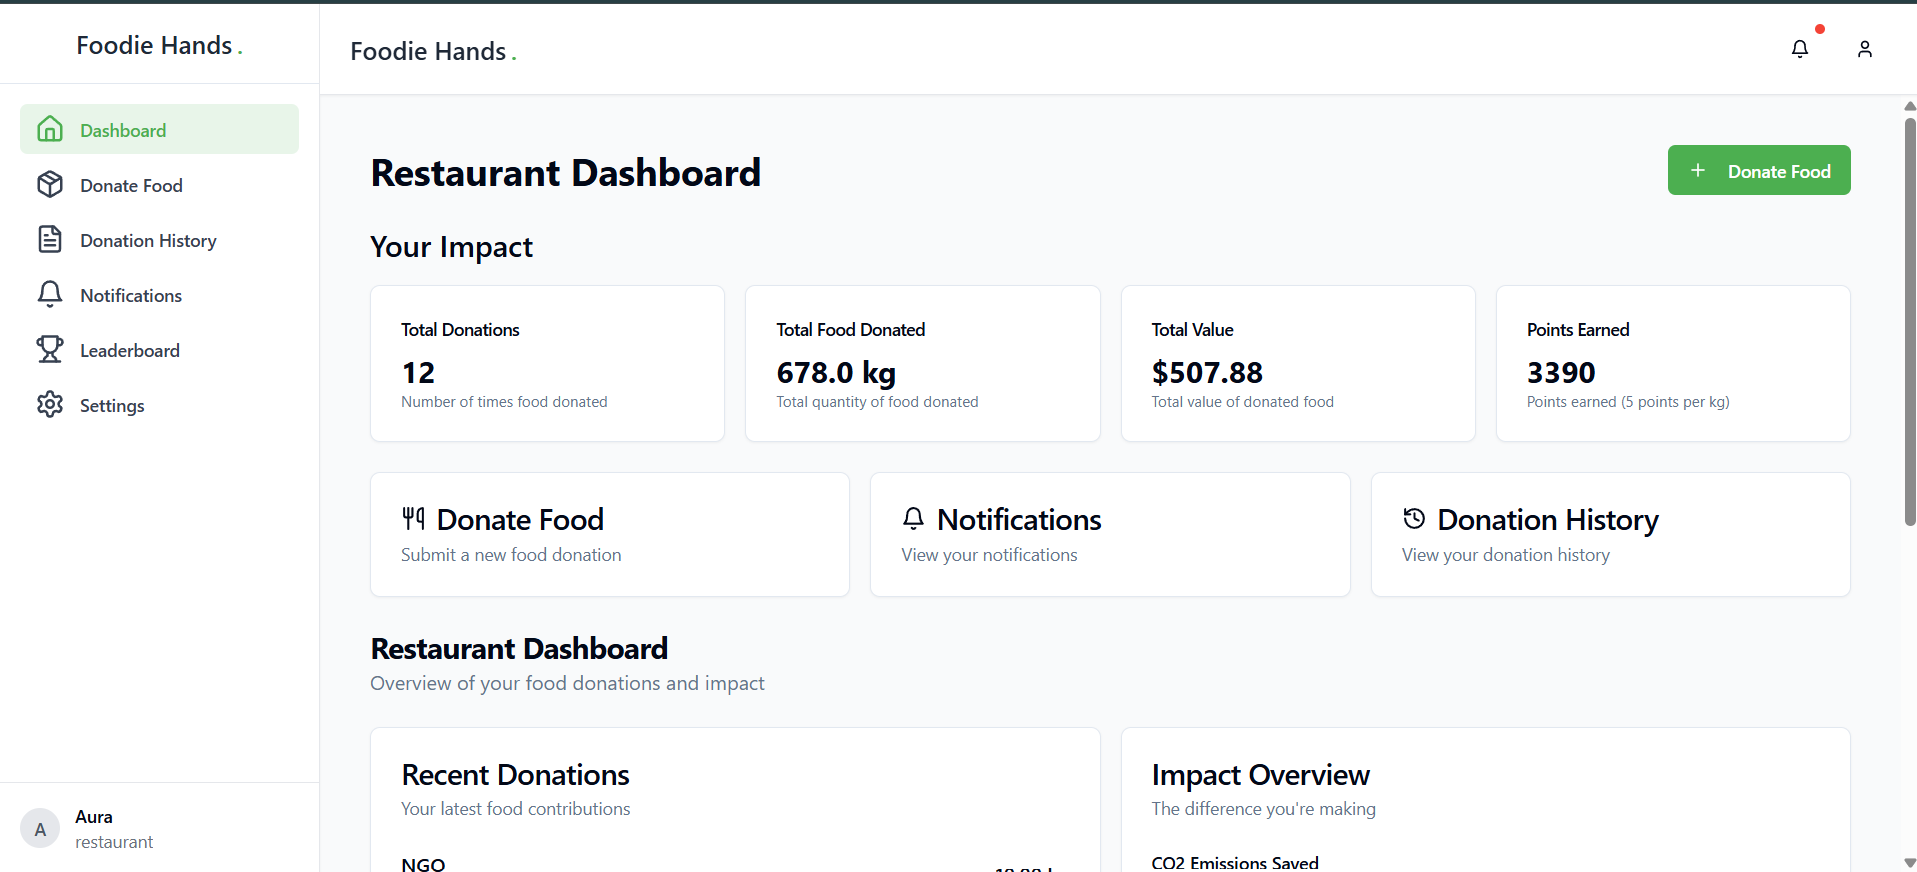 Foodie Hands .
Dashboard
Donate Food
Donation History
Notifications
Leaderboard
Settings
A
Aura
restaurant
Foodie Hands .
Restaurant Dashboard
+ Donate Food
Your Impact
Total Donations
12
Number of times food donated
Total Food Donated
678.0 kg
Total quantity of food donated
Total Value
$507.88
Total value of donated food
Points Earned
3390
Points earned (5 points per kg)
Donate Food
Submit a new food donation
Notifications
View your notifications
Donation History
View your donation history
Restaurant Dashboard
Overview of your food donations and impact
Recent Donations
Your latest food contributions
NGO
Impact Overview
The difference you're making
CO2 Emissions Saved